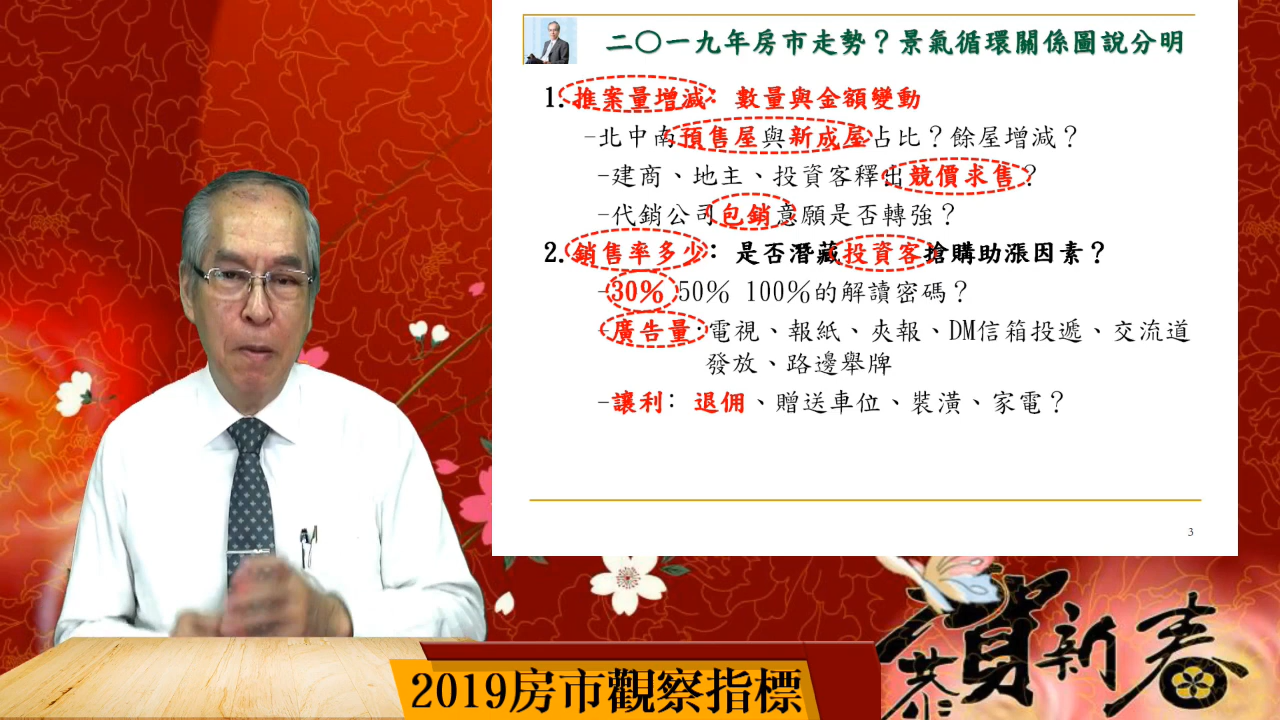 二〇一九年房市走勢？景氣循環關係圖說分明
1.推案量增減：數量與金額變動
-北中南預售屋與新成屋占比？餘屋增減？
-建商、地主、投資客釋出競價求售？
-代銷公司包銷意願是否轉強？
2.銷售率多少：是否潛藏投資客搶購助漲因素？
-30% 50% 100%的解讀密碼？
-廣告量:電視、報紙、夾報、DM信箱投遞、交流道
發放、路邊舉牌
-讓利: 退佣、贈送車位、裝潢、家電？
3
2019房市觀察指標
恭賀新春